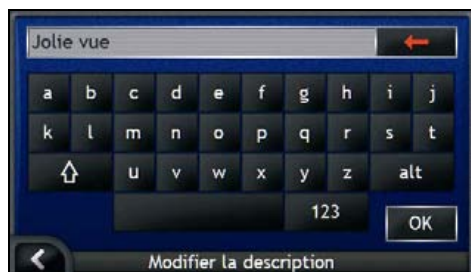 Jolie vue
a b c d e f g h i j
k l m n o p q r s t
u v w x y z alt
123
OK
Modifier la description